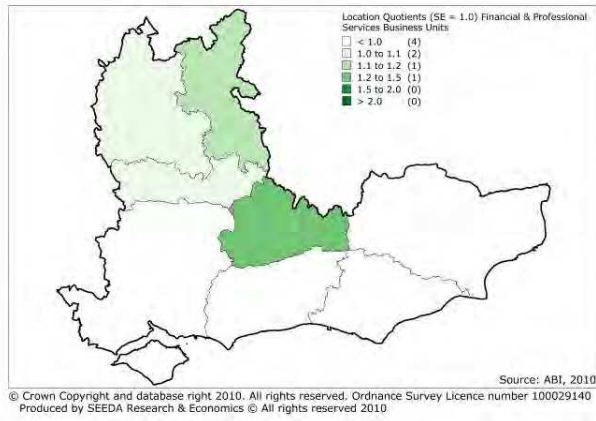 Location Quotients (SE = 1.0) Financial & Professional
Services Business Units
< 1.0 (4)
1.0 to 1.1 (2)
1.1 to 1.2 (1)
1.2 to 1.5 (1)
1.5 to 2.0 (0)
> 2.0 (0)
Source: ABI, 2010
© Crown Copyright and database right 2010. All rights reserved. Ordnance Survey Licence number 100029140
Produced by SEEDA Research & Economics © All rights reserved 2010